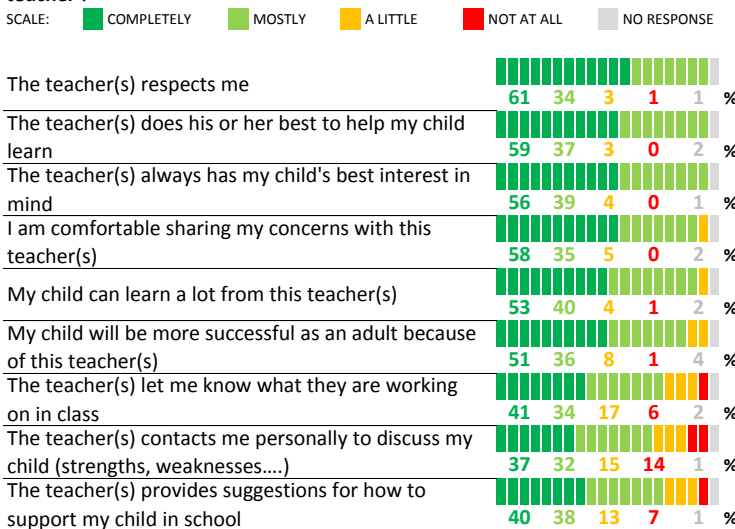 teacher?
SCALE: COMPLETELY MOSTLY A LITTLE NOT AT ALL NO RESPONSE
The teacher(s) respects me
61 34 3 1 1 %
The teacher(s) does his or her best to help my child
learn
59 37 3 0 2 %
The teacher(s) always has my child's best interest in
mind
56 39 4 0 1 %
I am comfortable sharing my concerns with this
teacher(s)
58 35 5 0 2 %
My child can learn a lot from this teacher(s)
53 40 4 1 2 %
My child will be more successful as an adult because
of this teacher(s)
51 36 8 1 4 %
The teacher(s) let me know what they are working
on in class
41 34 17 6 2 %
The teacher(s) contacts me personally to discuss my
child (strengths, weaknesses....)
37 32 15 14 1 %
The teacher(s) provides suggestions for how to
support my child in school
40 38 13 7 1 %